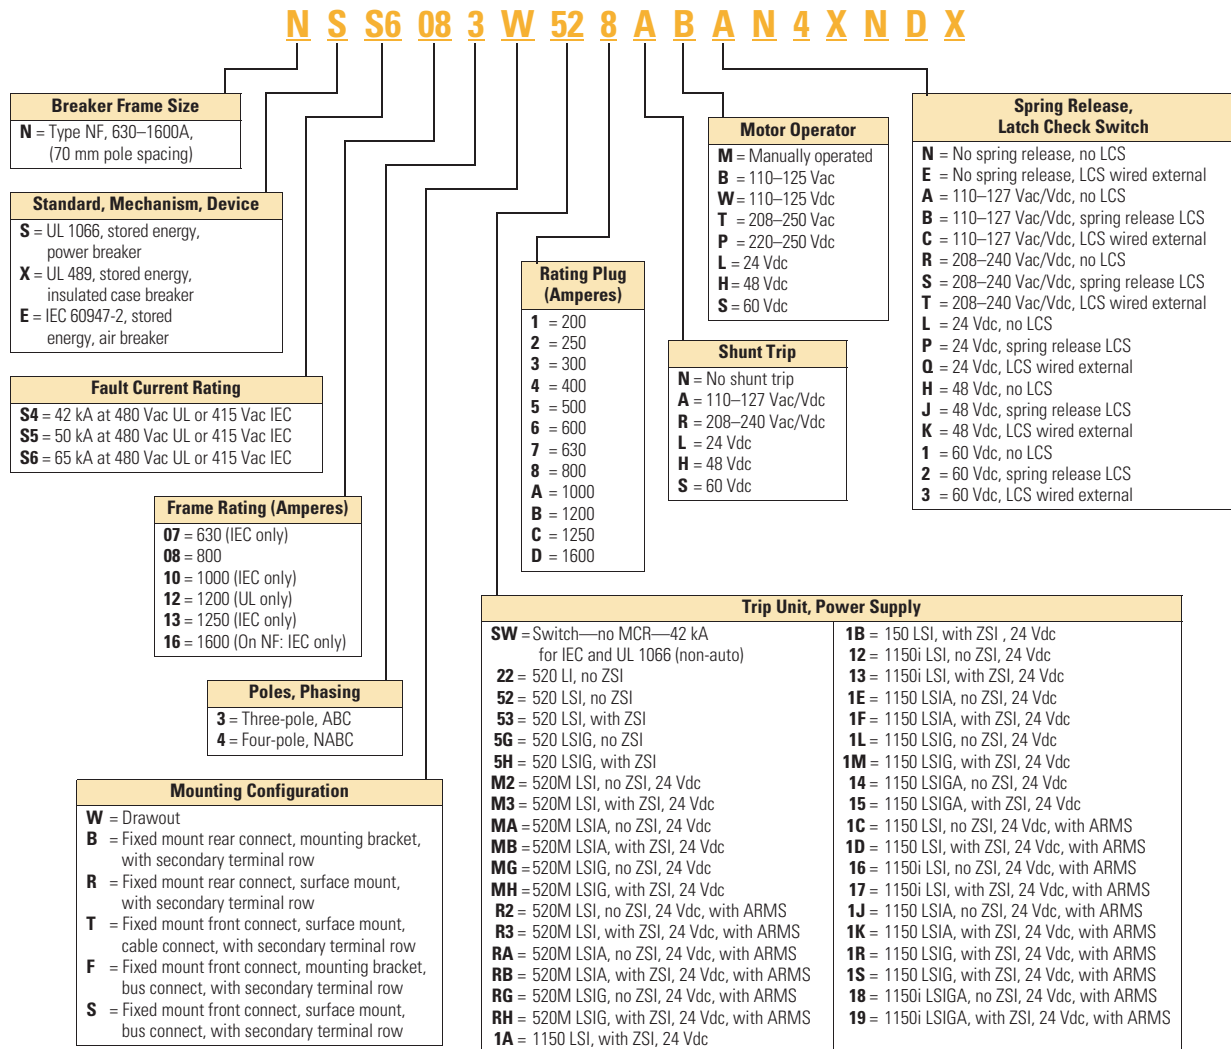 N S S6 08 3 W 52 8 A B A N 4 X N D X
Breaker Frame Size
N = Type NF, 630–1600A,
(70 mm pole spacing)
Standard, Mechanism, Device
S = UL 1066, stored energy,
power breaker
X = UL 489, stored energy,
insulated case breaker
E = IEC 60947-2, stored
energy, air breaker
Fault Current Rating
S4 = 42 kA at 480 Vac UL or 415 Vac IEC
S5 = 50 kA at 480 Vac UL or 415 Vac IEC
S6 = 65 kA at 480 Vac UL or 415 Vac IEC
Frame Rating (Amperes)
07 = 630 (IEC only)
08 = 800
10 = 1000 (IEC only)
12 = 1200 (UL only)
13 = 1250 (IEC only)
16 = 1600 (On NF: IEC only)
Poles, Phasing
3 = Three-pole, ABC
4 = Four-pole, NABC
Mounting Configuration
W = Drawout
B = Fixed mount rear connect, mounting bracket,
with secondary terminal row
R = Fixed mount rear connect, surface mount,
with secondary terminal row
T = Fixed mount front connect, surface mount,
cable connect, with secondary terminal row
F = Fixed mount front connect, mounting bracket,
bus connect, with secondary terminal row
S = Fixed mount front connect, surface mount,
bus connect, with secondary terminal row
Trip Unit, Power Supply
SW = Switch—no MCR—42 kA
for IEC and UL 1066 (non-auto)
22 = 520 LI, no ZSI
52 = 520 LSI, no ZSI
53 = 520 LSI, with ZSI
5G = 520 LSIG, no ZSI
5H = 520 LSIG, with ZSI
M2 = 520M LSI, no ZSI, 24 Vdc
M3 = 520M LSI, with ZSI, 24 Vdc
MA = 520M LSIA, no ZSI, 24 Vdc
MB = 520M LSIA, with ZSI, 24 Vdc
MG = 520M LSIG, no ZSI, 24 Vdc
MH = 520M LSIG, with ZSI, 24 Vdc
R2 = 520M LSI, no ZSI, 24 Vdc, with ARMS
R3 = 520M LSI, with ZSI, 24 Vdc, with ARMS
RA = 520M LSIA, no ZSI, 24 Vdc, with ARMS
RB = 520M LSIA, with ZSI, 24 Vdc, with ARMS
RG = 520M LSIG, no ZSI, 24 Vdc, with ARMS
RH = 520M LSIG, with ZSI, 24 Vdc, with ARMS
1A = 1150 LSI, with ZSI, 24 Vdc
1B = 150 LSI, with ZSI , 24 Vdc
12 = 1150i LSI, no ZSI, 24 Vdc
13 = 1150i LSI, with ZSI, 24 Vdc
1E = 1150 LSIA, no ZSI, 24 Vdc
1F = 1150 LSIA, with ZSI, 24 Vdc
1L = 1150 LSIG, no ZSI, 24 Vdc
1M = 1150 LSIG, with ZSI, 24 Vdc
14 = 1150 LSIGA, no ZSI, 24 Vdc
15 = 1150 LSIGA, with ZSI, 24 Vdc
1C = 1150 LSI, no ZSI, 24 Vdc, with ARMS
1D = 1150 LSI, with ZSI, 24 Vdc, with ARMS
16 = 1150i LSI, no ZSI, 24 Vdc, with ARMS
17 = 1150i LSI, with ZSI, 24 Vdc, with ARMS
1J = 1150 LSIA, no ZSI, 24 Vdc, with ARMS
1K = 1150 LSIA, with ZSI, 24 Vdc, with ARMS
1R = 1150 LSIG, with ZSI, 24 Vdc, with ARMS
1S = 1150 LSIG, with ZSI, 24 Vdc, with ARMS
18 = 1150i LSIGA, no ZSI, 24 Vdc, with ARMS
19 = 1150i LSIGA, with ZSI, 24 Vdc, with ARMS
Rating Plug
(Amperes)
1 = 200
2 = 250
3 = 300
4 = 400
5 = 500
6 = 600
7 = 630
8 = 800
A = 1000
B = 1200
C = 1250
D = 1600
Shunt Trip
N = No shunt trip
A = 110–127 Vac/Vdc
R = 208–240 Vac/Vdc
L = 24 Vdc
H = 48 Vdc
S = 60 Vdc
Motor Operator
M = Manually operated
B = 110–125 Vac
W = 110–125 Vdc
T = 208–250 Vac
P = 220–250 Vdc
L = 24 Vdc
H = 48 Vdc
S = 60 Vdc
Spring Release,
Latch Check Switch
N = No spring release, no LCS
E = No spring release, LCS wired external
A = 110–127 Vac/Vdc, no LCS
B = 110–127 Vac/Vdc, spring release LCS
C = 110–127 Vac/Vdc, LCS wired external
R = 208–240 Vac/Vdc, no LCS
S = 208–240 Vac/Vdc, spring release LCS
T = 208–240 Vac/Vdc, LCS wired external
L = 24 Vdc, no LCS
P = 24 Vdc, spring release LCS
Q = 24 Vdc, LCS wired external
H = 48 Vdc, no LCS
J = 48 Vdc, spring release LCS
K = 48 Vdc, LCS wired external
1 = 60 Vdc, no LCS
2 = 60 Vdc, spring release LCS
3 = 60 Vdc, LCS wired external